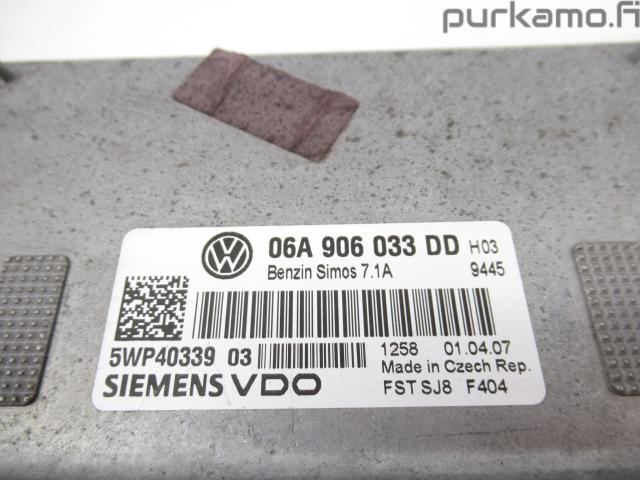 purkamo.fi
06A 906 033 DD H03
Benzin Simos 7.1A 9445
5WP40339 03 1258 01.04.07
Made in Czech Rep.
SIEMENS VDO FST SJ8 F404